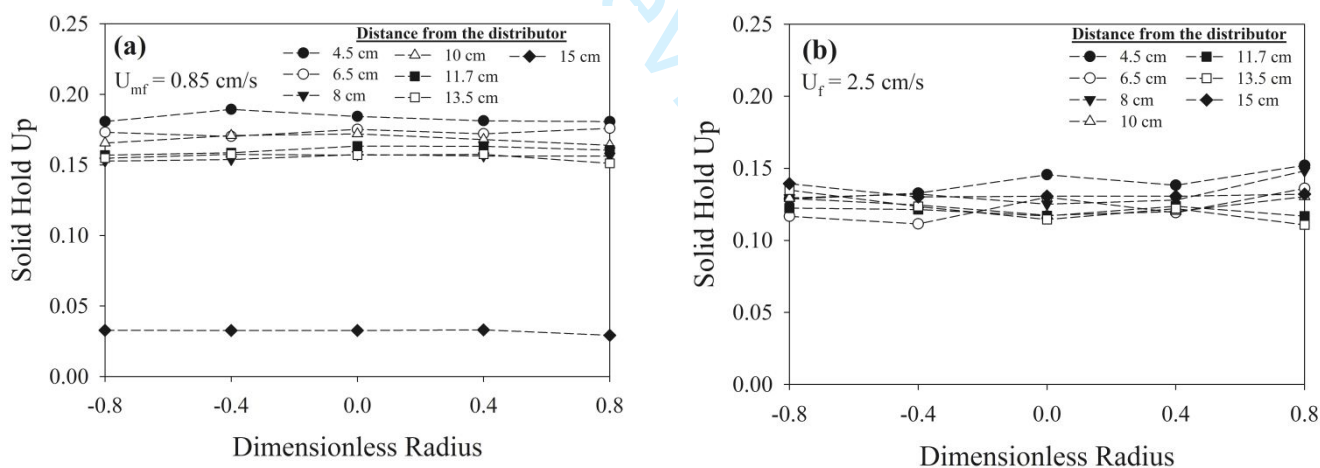 (a)
U_mf = 0.85 cm/s
Distance from the distributor
4.5 cm
6.5 cm
8 cm
10 cm
11.7 cm
13.5 cm
15 cm
Solid Hold Up
0.25
0.20
0.15
0.10
0.05
0.00
-0.8
-0.4
0.0
0.4
0.8
Dimensionless Radius
(b)
U_f = 2.5 cm/s
Distance from the distributor
4.5 cm
6.5 cm
8 cm
10 cm
11.7 cm
13.5 cm
15 cm
Solid Hold Up
0.25
0.20
0.15
0.10
0.05
0.00
-0.8
-0.4
0.0
0.4
0.8
Dimensionless Radius